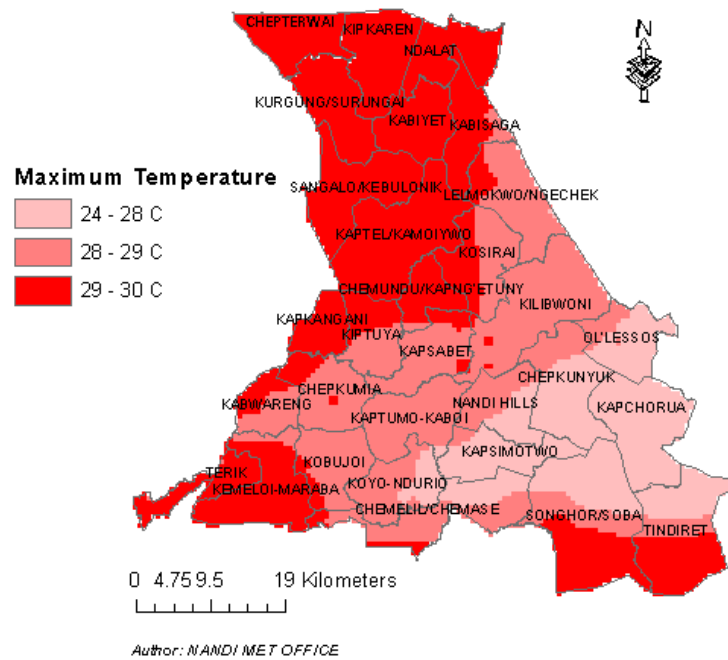 CHEPTERWAI
KIPKAREN
N
NDALAT
KURGUNG/SURUNGAI
KABIYET
KABISAGA
Maximum Temperature
24 - 28 C
28 - 29 C
29 - 30 C
SANGALO/KEBULONIK
LELMOKWO/NGECHEK
KAPTEL/KAMOIYWO
KOSIRAI
CHEMUNDU/KAPNG'ETUNY
KILIBWONI
KAPKANGANI
KIPTUYA
OL'LESSOS
KAPSABET
CHEPKUNYUK
CHEPKUMIA
KABWARENG
NANDI HILLS
KAPCHORUA
KAPTUMO-KABOI
KAPSIMOTWO
KOBUJOI
TERIK
KOYO-NDURIO
KEMELOI-MARABA
CHEMELIL/CHEMASE
SONGHOR/SOBA
TINDIRET
0 4.75 9.5 19 Kilometers
Author: NANDI MET OFFICE